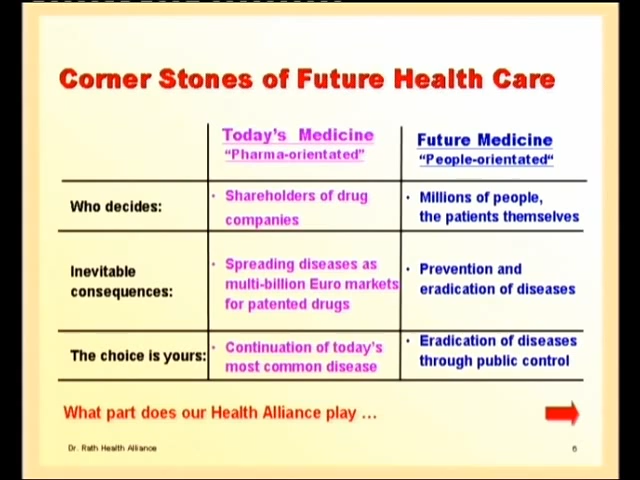 Corner Stones of Future Health Care
Today's Medicine
"Pharma-orientated"
Future Medicine
"People-orientated"
Who decides:
• Shareholders of drug
companies
• Millions of people,
the patients themselves
Inevitable
consequences:
• Spreading diseases as
multi-billion Euro markets
for patented drugs
• Prevention and
eradication of diseases
The choice is yours:
• Continuation of today's
most common disease
• Eradication of diseases
through public control
What part does our Health Alliance play …
Dr. Rath Health Alliance
6